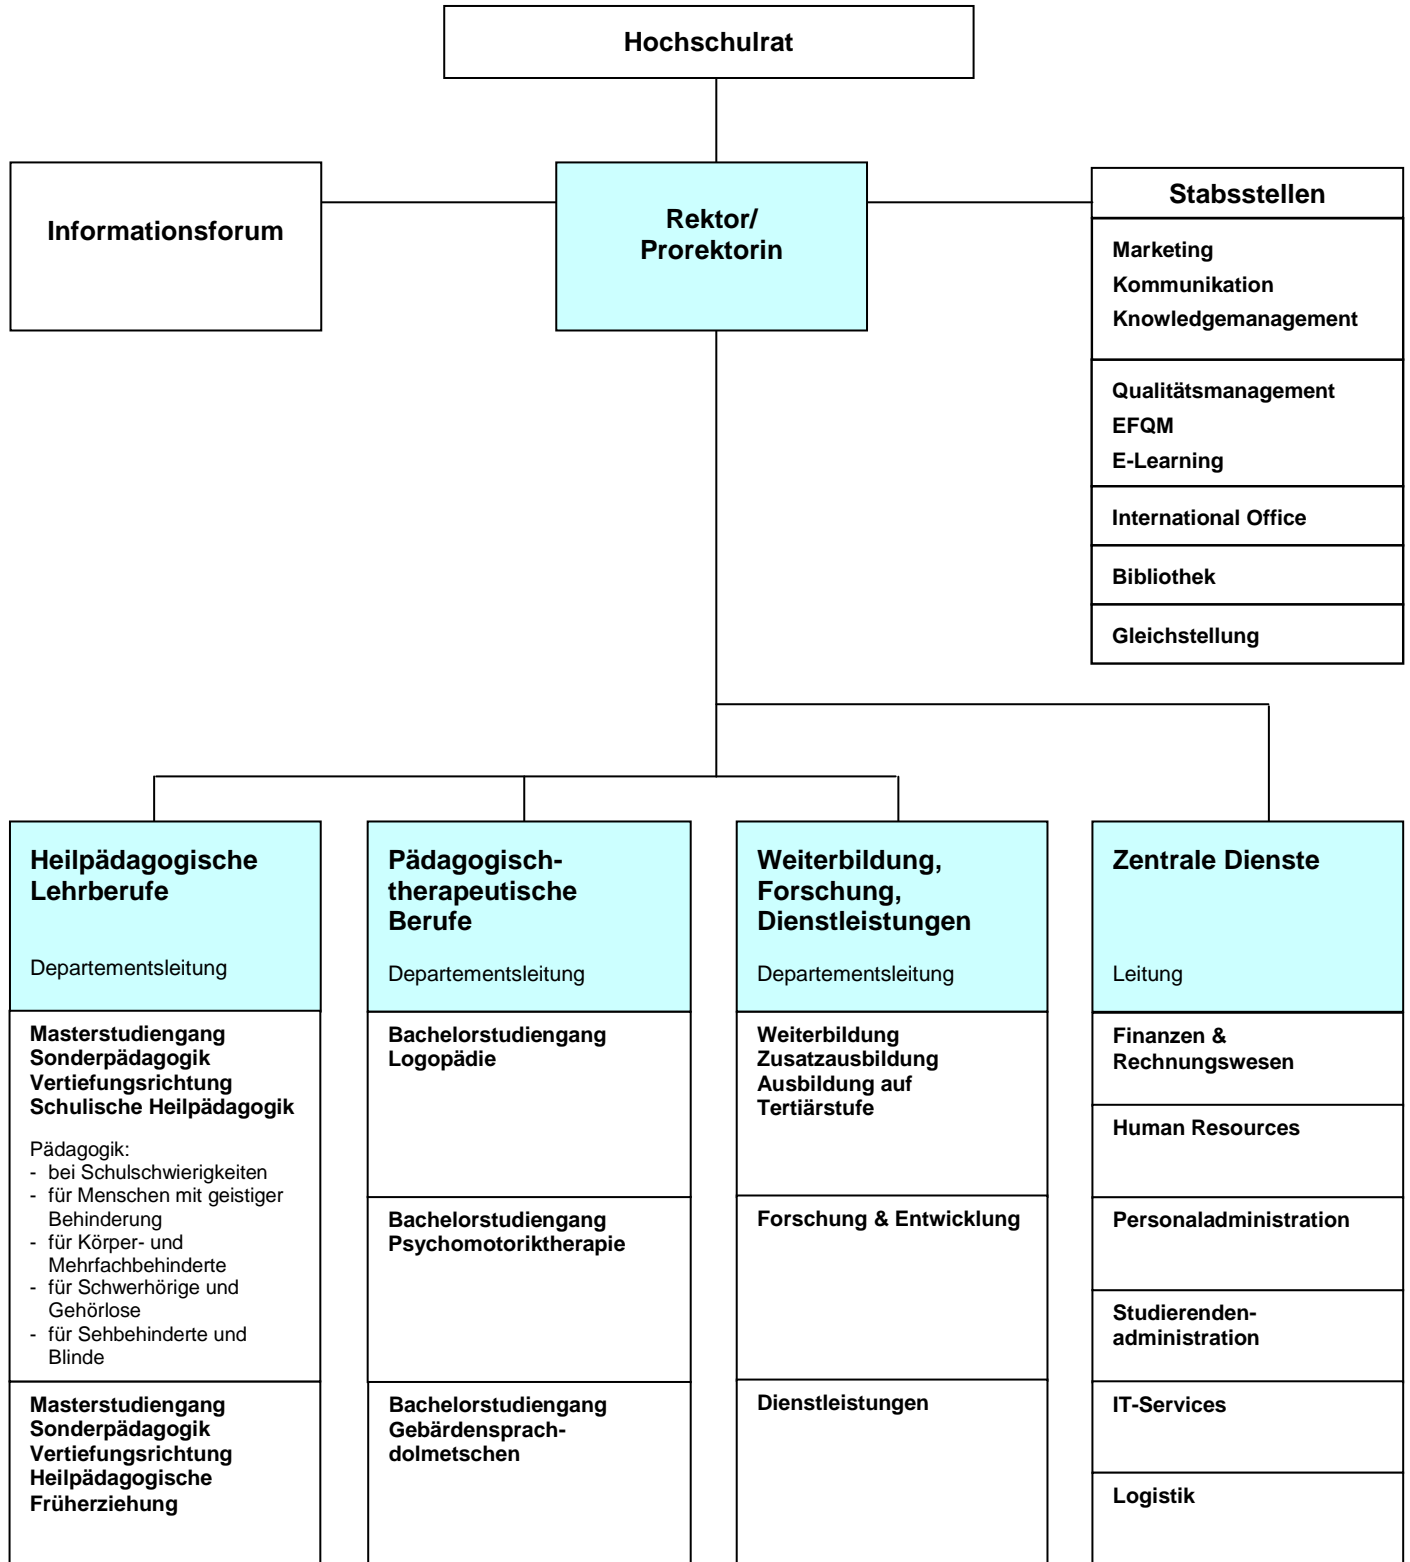 Hochschulrat
Informationsforum
Rektor/
Prorektorin
Stabsstellen
Marketing
Kommunikation
Knowledgemanagement
Qualitätsmanagement
EFQM
E-Learning
International Office
Bibliothek
Gleichstellung
Heilpädagogische
Lehrberufe
Departementsleitung
Masterstudiengang
Sonderpädagogik
Vertiefungsrichtung
Schulische Heilpädagogik
Pädagogik:
- bei Schulschwierigkeiten
- für Menschen mit geistiger
Behinderung
- für Körper- und
Mehrfachbehinderte
- für Schwerhörige und
Gehörlose
- für Sehbehinderte und
Blinde
Masterstudiengang
Sonderpädagogik
Vertiefungsrichtung
Heilpädagogische
Früherziehung
Pädagogisch-
therapeutische
Berufe
Departementsleitung
Bachelorstudiengang
Logopädie
Bachelorstudiengang
Psychomotoriktherapie
Bachelorstudiengang
Gebärdensprach-
dolmetschen
Weiterbildung,
Forschung,
Dienstleistungen
Departementsleitung
Weiterbildung
Zusatzausbildung
Ausbildung auf
Tertiärstufe
Forschung & Entwicklung
Dienstleistungen
Zentrale Dienste
Leitung
Finanzen &
Rechnungswesen
Human Resources
Personaladministration
Studierenden-
administration
IT-Services
Logistik